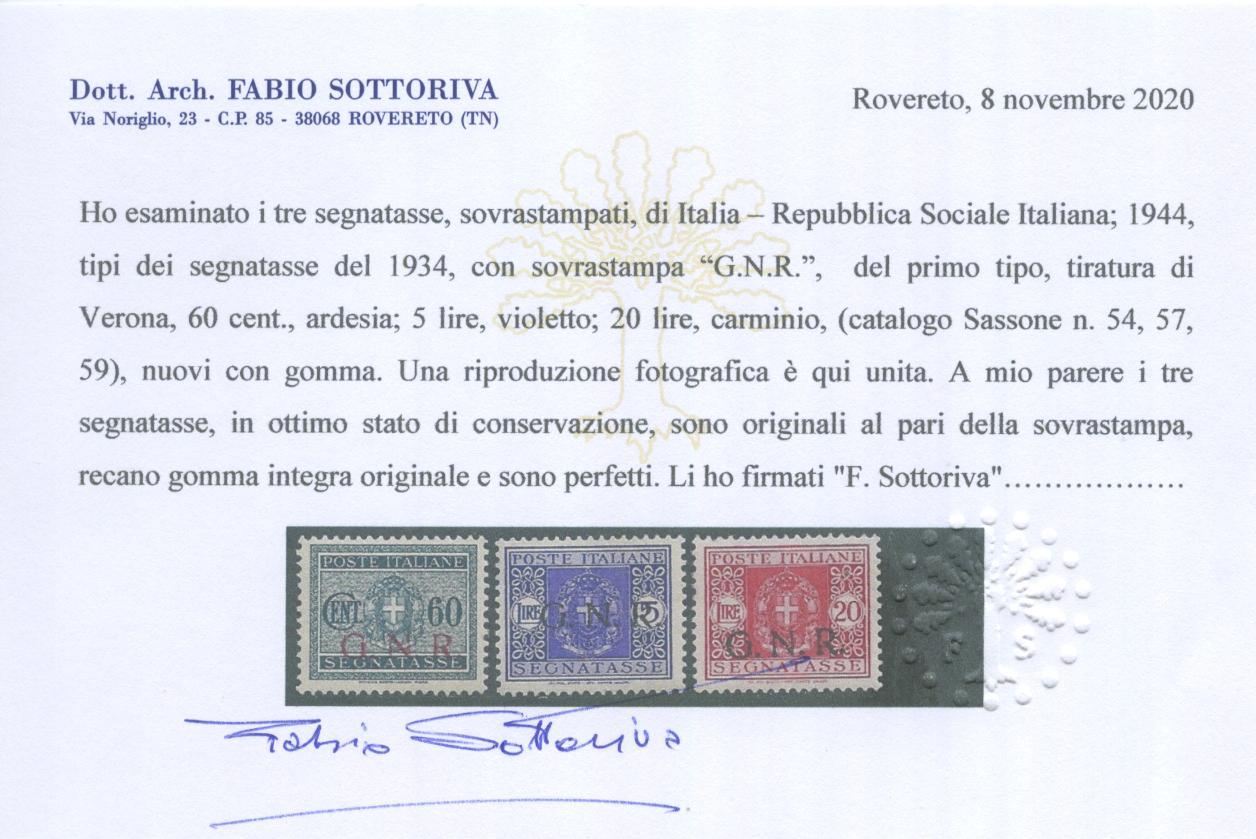 Dott. Arch. FABIO SOTTORIVA
Via Noriglio, 23 - C.P. 85 - 38068 ROVERETO (TN)
Rovereto, 8 novembre 2020
Ho esaminato i tre segnatasse, sovrastampati, di Italia – Repubblica Sociale Italiana; 1944,
tipi dei segnatasse del 1934, con sovrastampa “G.N.R.”, del primo tipo, tiratura di
Verona, 60 cent., ardesia; 5 lire, violetto; 20 lire, carminio, (catalogo Sassone n. 54, 57,
59), nuovi con gomma. Una riproduzione fotografica è qui unita. A mio parere i tre
segnatasse, in ottimo stato di conservazione, sono originali al pari della sovrastampa,
recano gomma integra originale e sono perfetti. Li ho firmati "F. Sottoriva"..................
POSTE ITALIANE
CENT. 60
G. N. R.
SEGNATASSE
POSTE ITALIANE
LIRE 5
G. N. R.
SEGNATASSE
POSTE ITALIANE
LIRE 20
G. N. R.
SEGNATASSE
Fabio Sottoriva